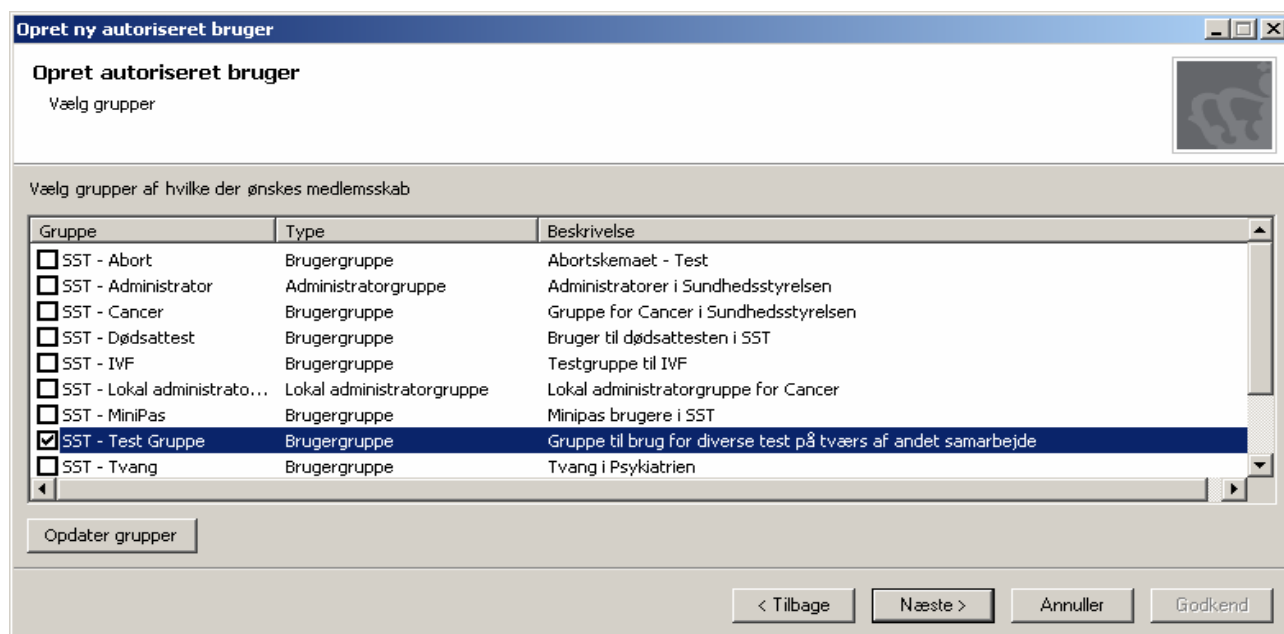 Opret ny autoriseret bruger
Opret autoriseret bruger
Vælg grupper
Vælg grupper af hvilke der ønskes medlemsskab
Gruppe Type Beskrivelse
SST - Abort Brugergruppe Abortskemaet - Test
SST - Administrator Administratorgruppe Administratorer i Sundhedsstyrelsen
SST - Cancer Brugergruppe Gruppe for Cancer i Sundhedsstyrelsen
SST - Dødsattest Brugergruppe Bruger til dødsattesten i SST
SST - IVF Brugergruppe Testgruppe til IVF
SST - Lokal administrato... Lokal administratorgruppe Lokal administratorgruppe for Cancer
SST - MiniPas Brugergruppe Minipas brugere i SST
SST - Test Gruppe Brugergruppe Gruppe til brug for diverse test på tværs af andet samarbejde
SST - Tvang Brugergruppe Tvang i Psykiatrien
Opdater grupper
< Tilbage Næste > Annuller Godkend